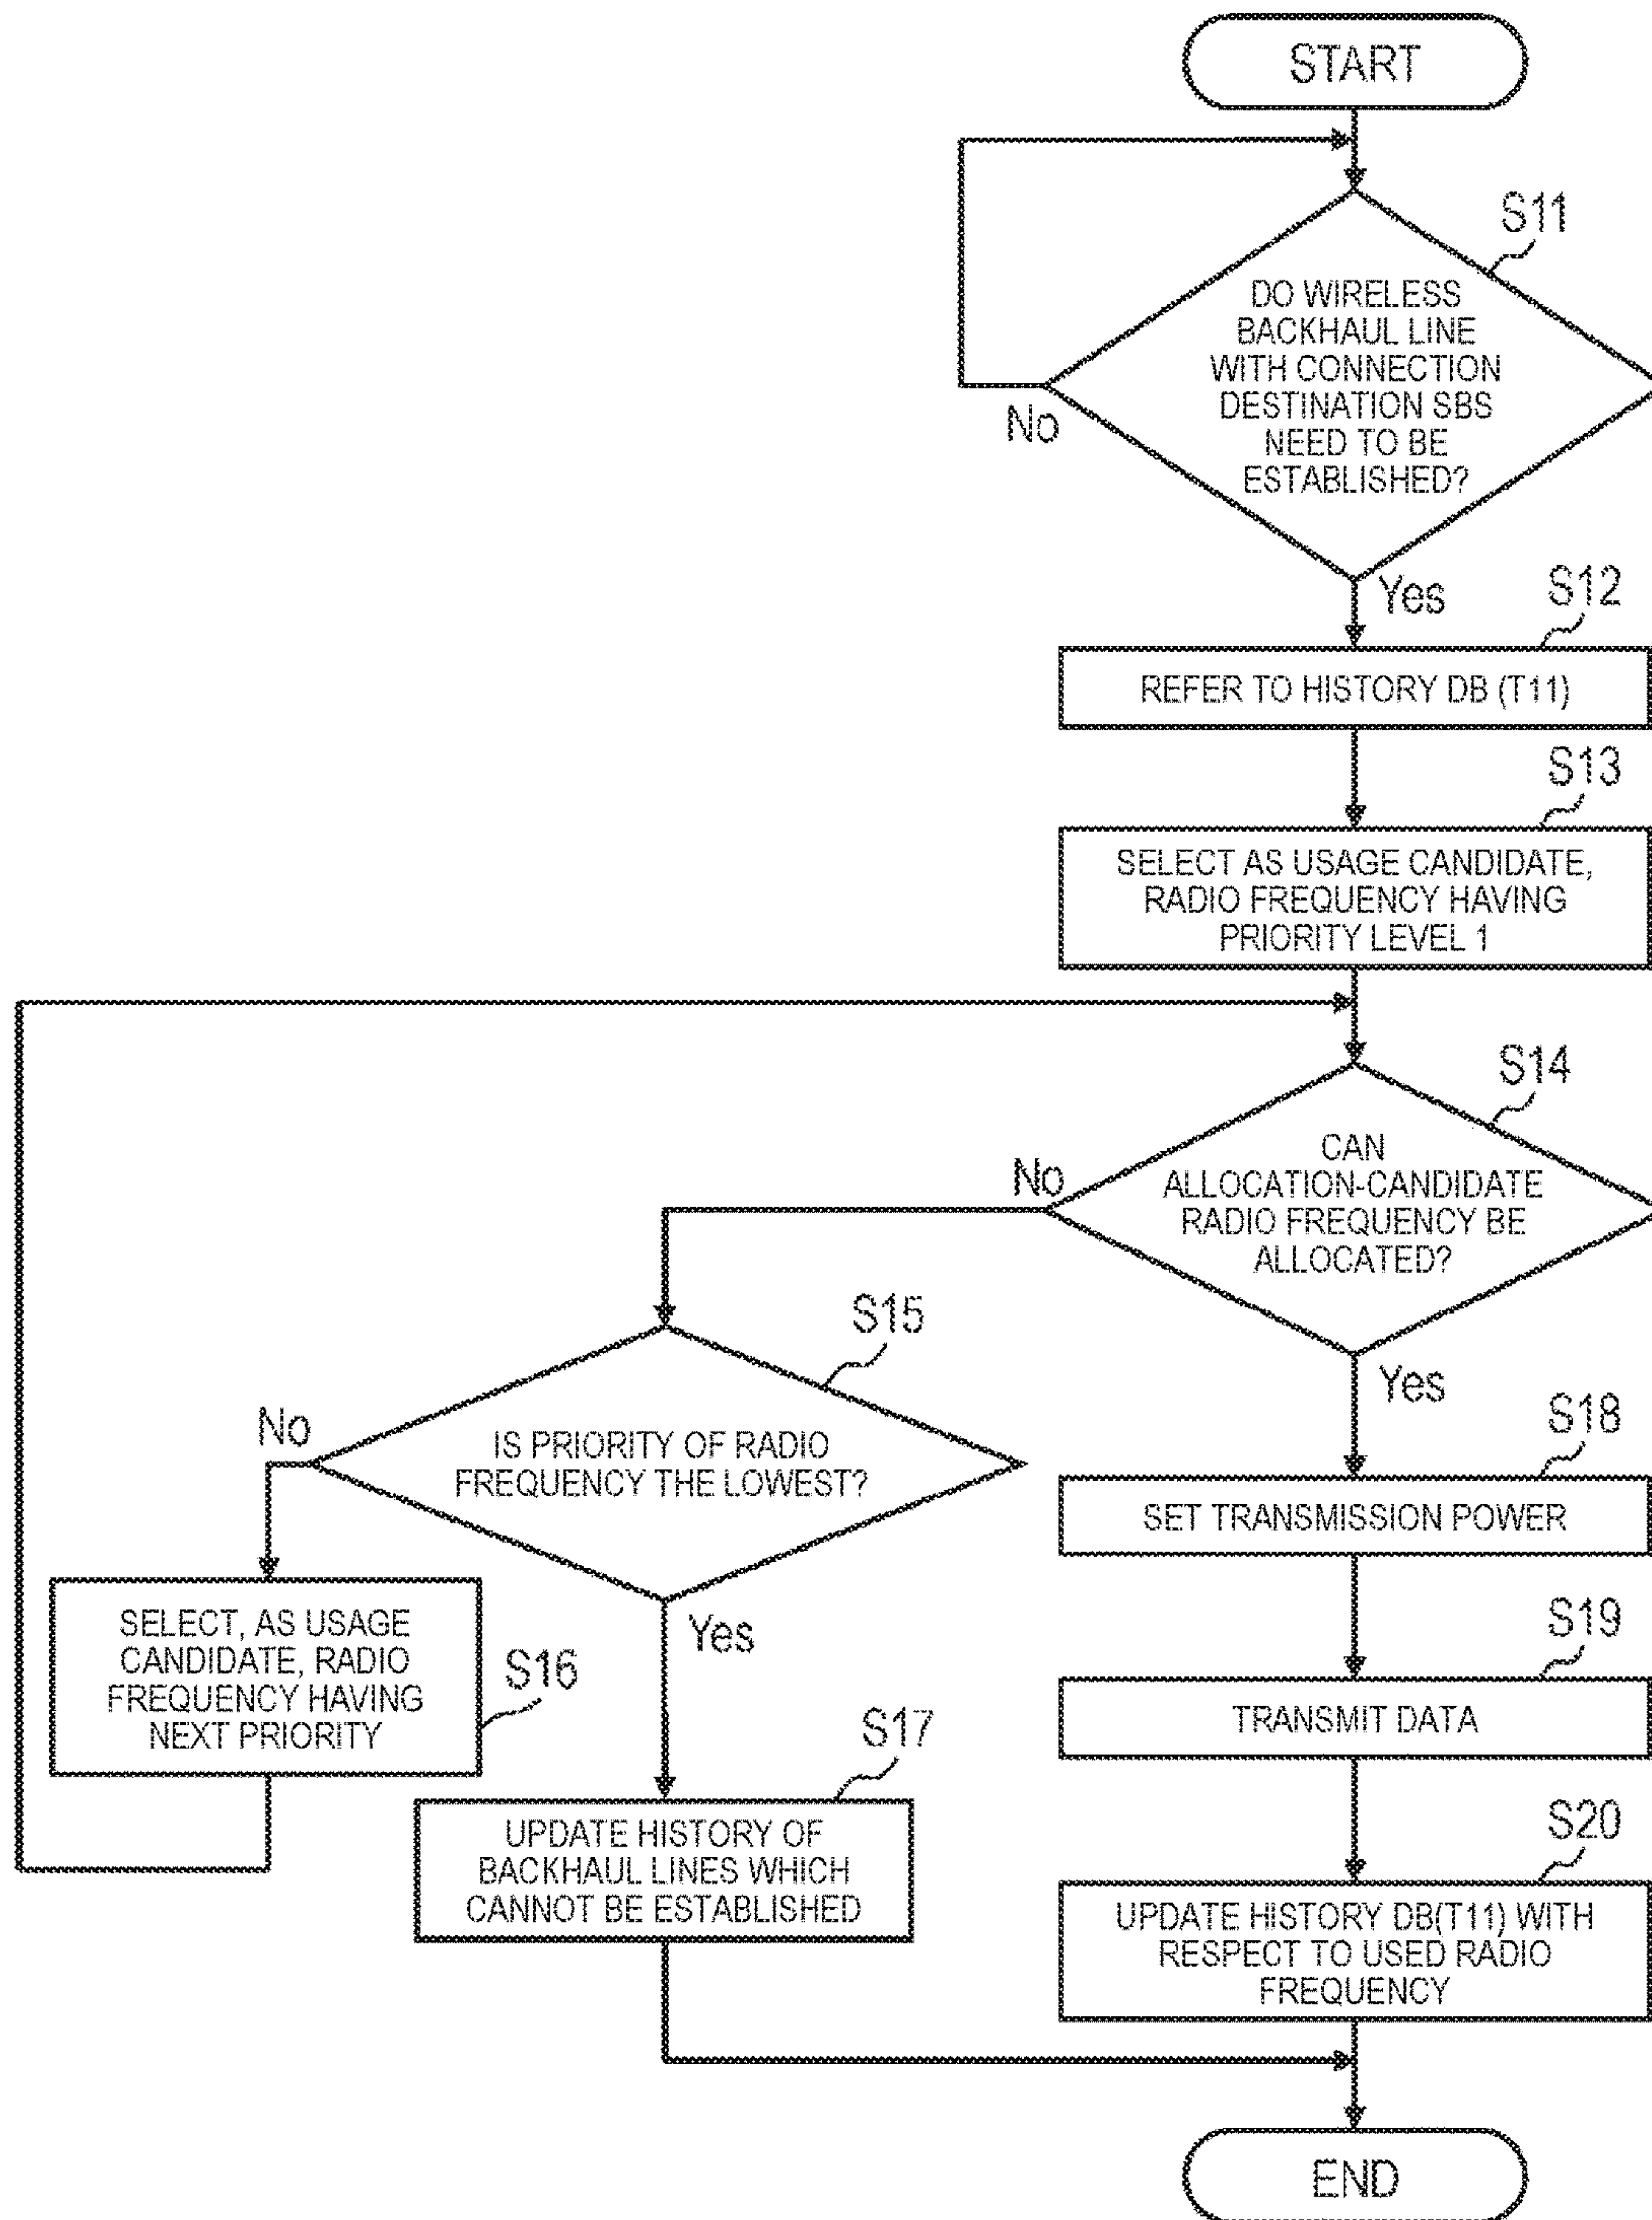 START
S11
DO WIRELESS
BACKHAUL LINE
WITH CONNECTION
DESTINATION SBS
NEED TO BE
ESTABLISHED?
No
Yes
S12
REFER TO HISTORY DB (T11)
S13
SELECT AS USAGE CANDIDATE,
RADIO FREQUENCY HAVING
PRIORITY LEVEL 1
S14
CAN
ALLOCATION-CANDIDATE
RADIO FREQUENCY BE
ALLOCATED?
No
Yes
S15
IS PRIORITY OF RADIO
FREQUENCY THE LOWEST?
No
Yes
S16
SELECT, AS USAGE
CANDIDATE, RADIO
FREQUENCY HAVING
NEXT PRIORITY
S17
UPDATE HISTORY OF
BACKHAUL LINES WHICH
CANNOT BE ESTABLISHED
S18
SET TRANSMISSION POWER
S19
TRANSMIT DATA
S20
UPDATE HISTORY DB(T11) WITH
RESPECT TO USED RADIO
FREQUENCY
END